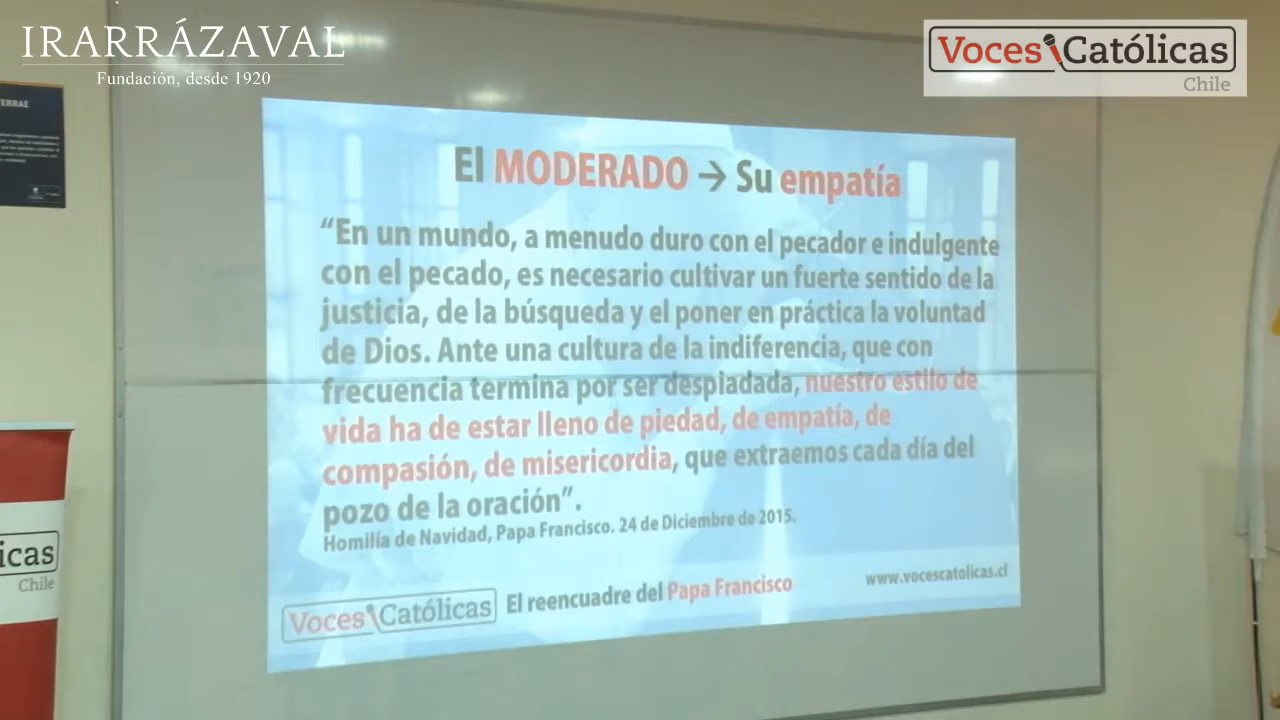 IRARRÁZAVAL
Fundación, desde 1920
Voces Católicas
Chile
ERRAE
El MODERADO → Su empatía
“En un mundo, a menudo duro con el pecador e indulgente
con el pecado, es necesario cultivar un fuerte sentido de la
justicia, de la búsqueda y el poner en práctica la voluntad
de Dios. Ante una cultura de la indiferencia, que con
frecuencia termina por ser despiadada, nuestro estilo de
vida ha de estar lleno de piedad, de empatía, de
compasión, de misericordia, que extraemos cada día del
pozo de la oración”.
Homilía de Navidad, Papa Francisco. 24 de Diciembre de 2015.
Voces Católicas El reencuadre del Papa Francisco
www.vocescatolicas.cl
icas
Chile